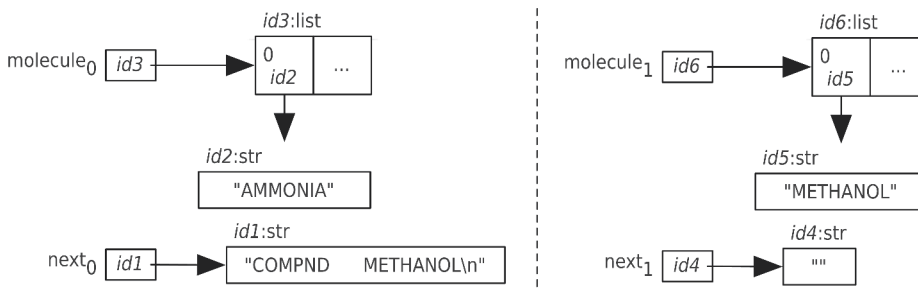 id3:list
molecule0 id3
0
id2 ...
id2:str
"AMMONIA"
id1:str
next0 id1 "COMPND METHANOL\n"
id6:list
molecule1 id6
0
id5 ...
id5:str
"METHANOL"
id4:str
next1 id4 ""